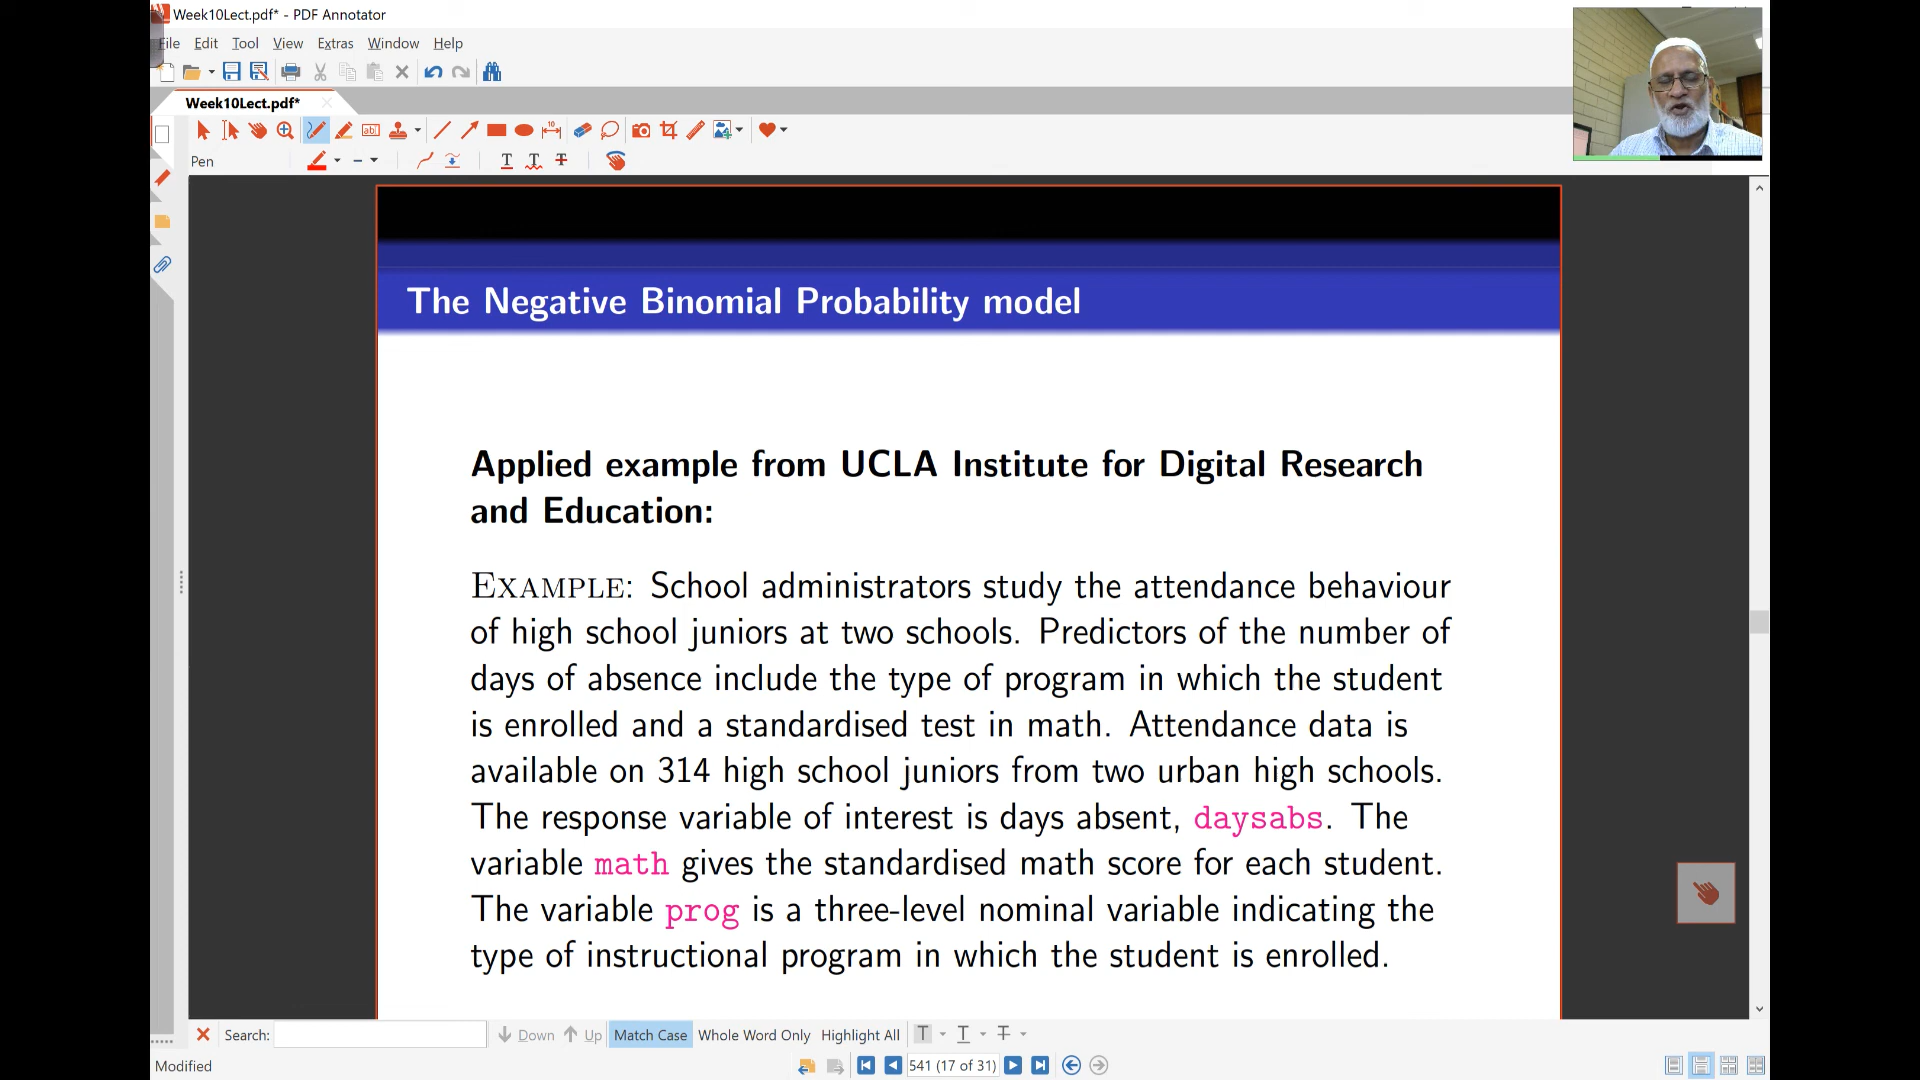 Week10Lect.pdf* - PDF Annotator
File Edit Tool View Extras Window Help
Week10Lect.pdf*
Pen
The Negative Binomial Probability model
Applied example from UCLA Institute for Digital Research
and Education:
EXAMPLE: School administrators study the attendance behaviour
of high school juniors at two schools. Predictors of the number of
days of absence include the type of program in which the student
is enrolled and a standardised test in math. Attendance data is
available on 314 high school juniors from two urban high schools.
The response variable of interest is days absent, daysabs. The
variable math gives the standardised math score for each student.
The variable prog is a three-level nominal variable indicating the
type of instructional program in which the student is enrolled.
Search: Down Up Match Case Whole Word Only Highlight All T T T
Modified 541 (17 of 31)